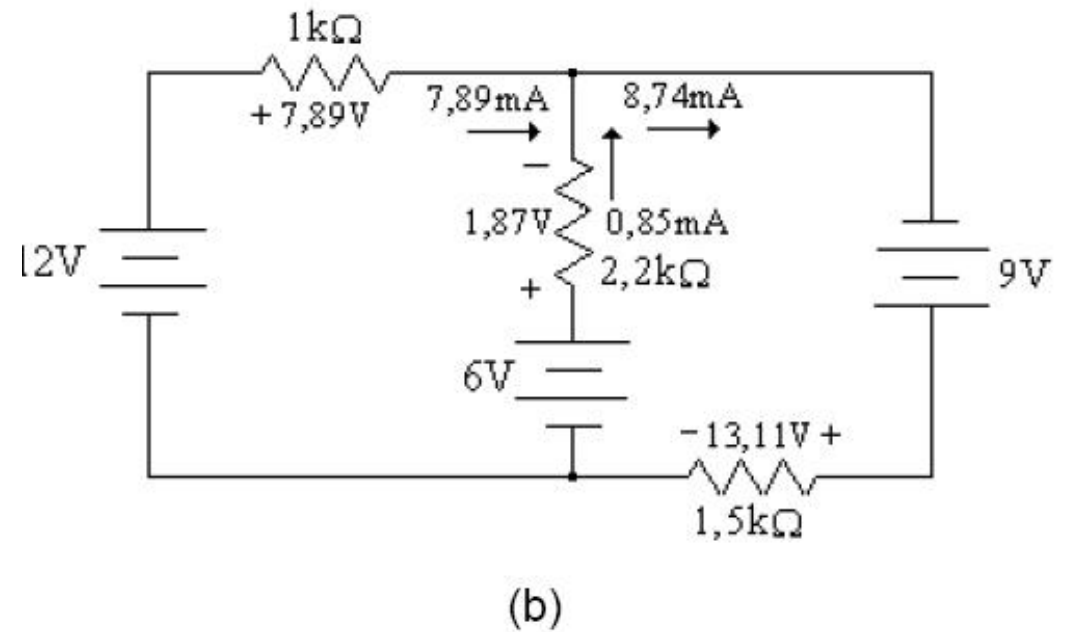 1kΩ
+ 7,89V
7,89mA
8,74mA
−
1,87V
0,85mA
2,2kΩ
+
12V
9V
6V
− 13,11V +
1,5kΩ
(b)